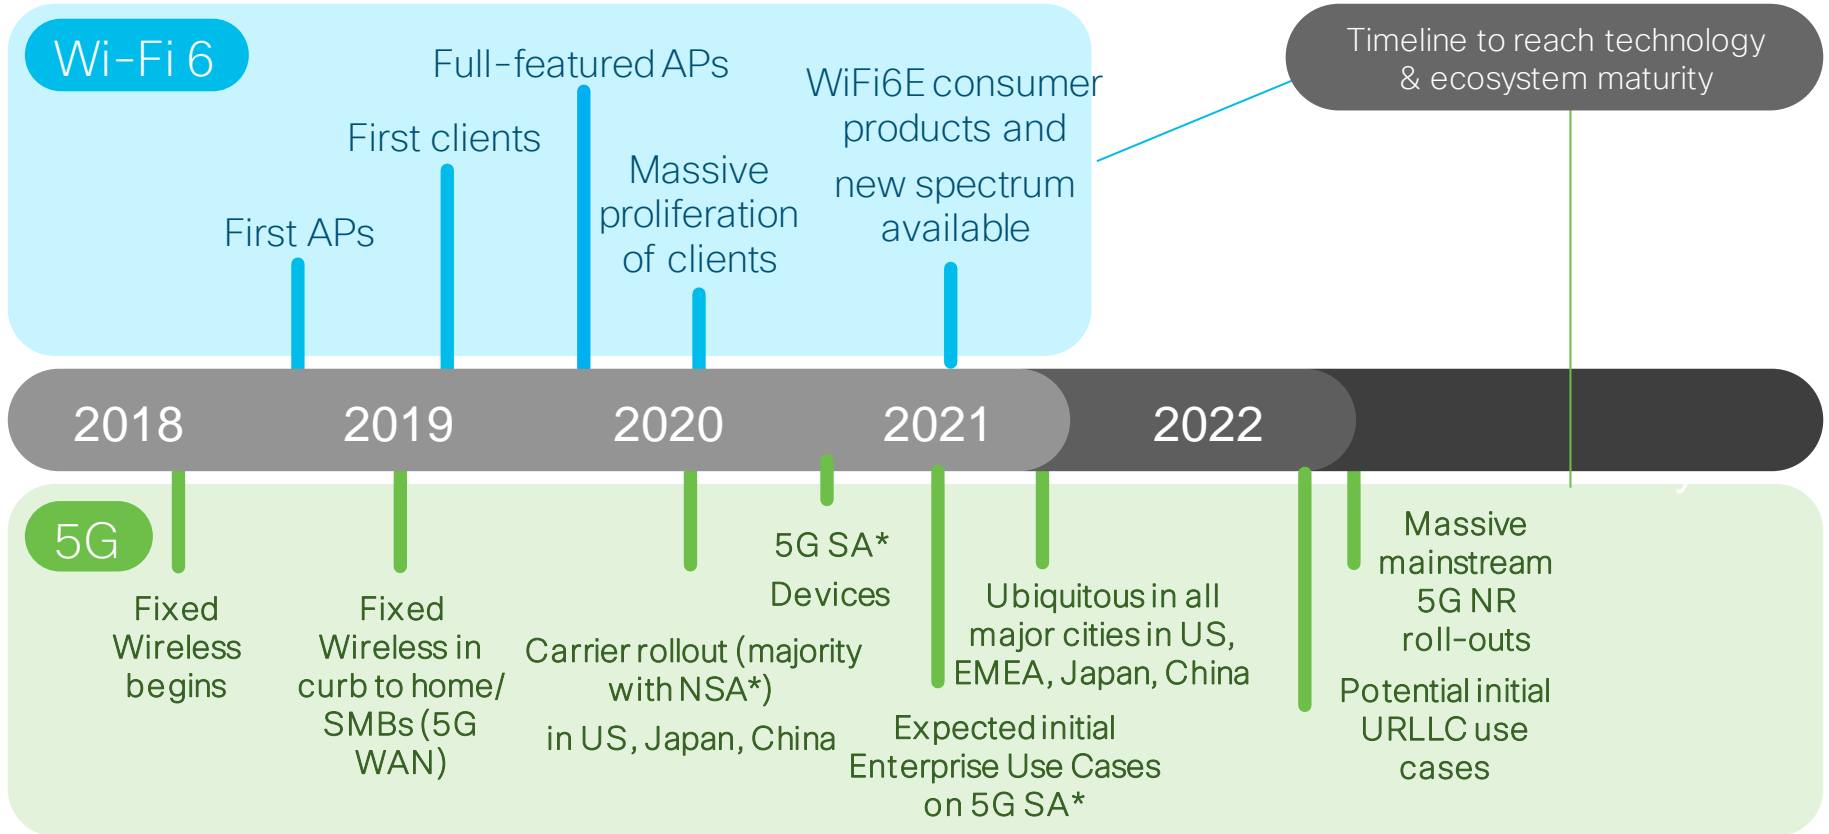 Wi-Fi 6
Full-featured APs
First clients
First APs
Massive
proliferation
of clients
WiFi6E consumer
products and
new spectrum
available
Timeline to reach technology
& ecosystem maturity
2018
2019
2020
2021
2022
5G
Fixed
Wireless
begins
Fixed
Wireless in
curb to home/
SMBs (5G
WAN)
Carrier rollout (majority
with NSA*)
in US, Japan, China
5G SA*
Devices
Expected initial
Enterprise Use Cases
on 5G SA*
Ubiquitous in all
major cities in US,
EMEA, Japan, China
Massive
mainstream
5G NR
roll-outs
Potential initial
URLLC use
cases